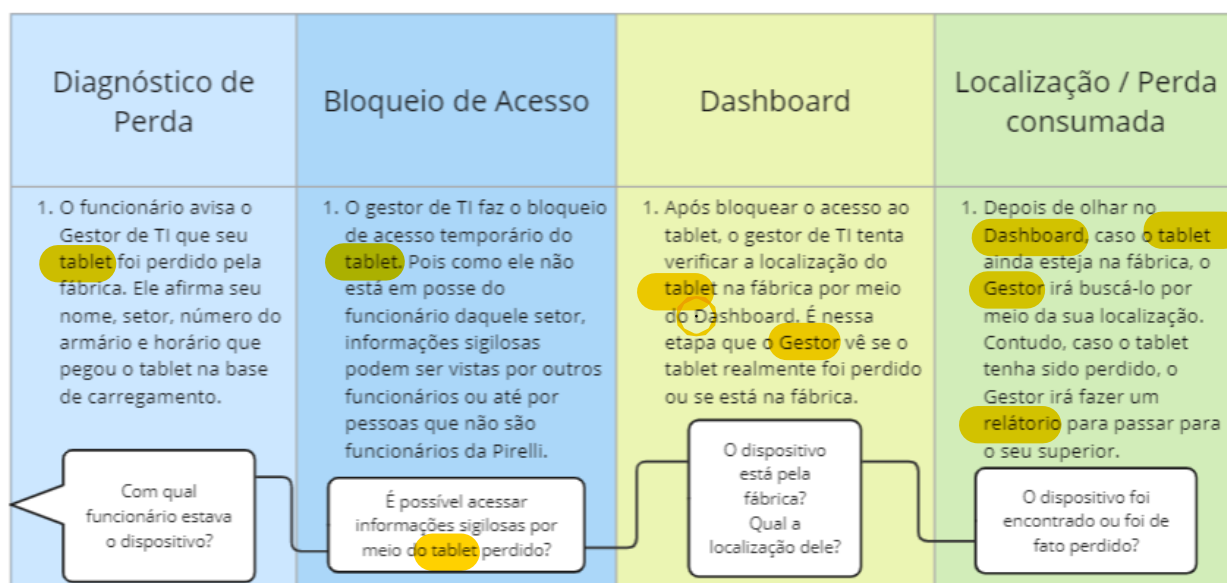 Diagnóstico de
Perda
Bloqueio de Acesso
Dashboard
Localização / Perda
consumada
1. O funcionário avisa o
Gestor de TI que seu
tablet foi perdido pela
fábrica. Ele afirma seu
nome, setor, número do
armário e horário que
pegou o tablet na base
de carregamento.
1. O gestor de TI faz o bloqueio
de acesso temporário do
tablet. Pois como ele não
está em posse do
funcionário daquele setor,
informações sigilosas
podem ser vistas por outros
funcionários ou até por
pessoas que não são
funcionários da Pirelli.
1. Após bloquear o acesso ao
tablet, o gestor de TI tenta
verificar a localização do
tablet na fábrica por meio
do Dashboard. É nessa
etapa que o Gestor vê se o
tablet realmente foi perdido
ou se está na fábrica.
1. Depois de olhar no
Dashboard, caso o tablet
ainda esteja na fábrica, o
Gestor irá buscá-lo por
meio da sua localização.
Contudo, caso o tablet
tenha sido perdido, o
Gestor irá fazer um
relátorio para passar para
o seu superior.
Com qual
funcionário estava
o dispositivo?
É possível acessar
informações sigilosas por
meio do tablet perdido?
O dispositivo
está pela
fábrica?
Qual a
localização dele?
O dispositivo foi
encontrado ou foi de
fato perdido?